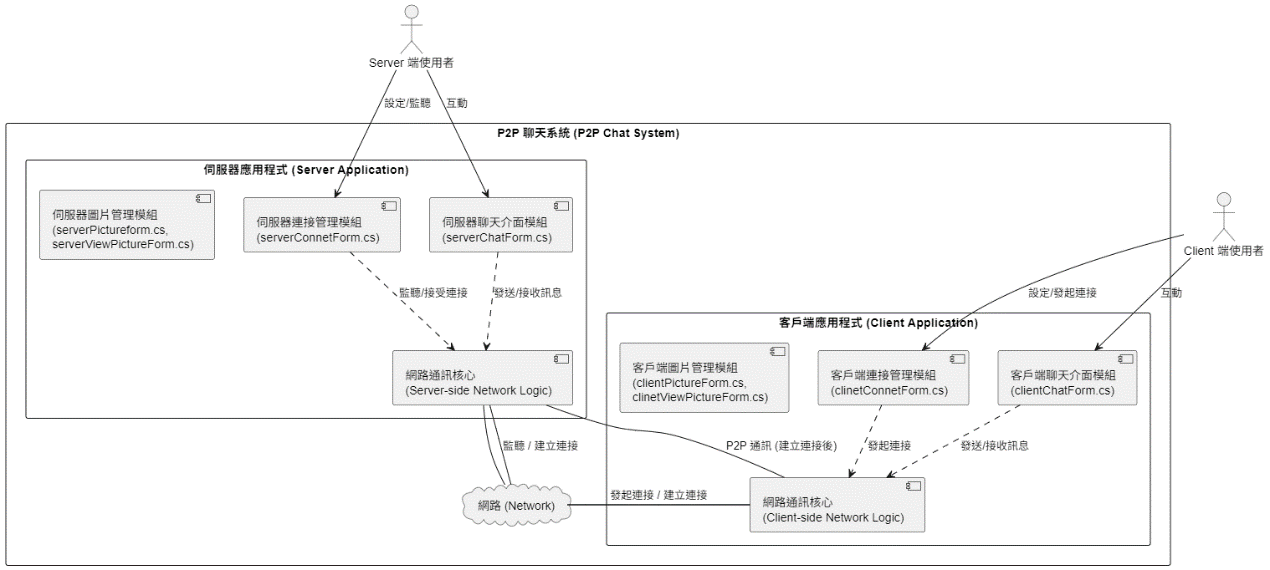 Server 端使用者
設定/監聽
互動
P2P 聊天系統 (P2P Chat System)
伺服器應用程式 (Server Application)
伺服器圖片管理模組
(serverPictureform.cs,
serverViewPictureForm.cs)
伺服器連接管理模組
(serverConnetForm.cs)
伺服器聊天介面模組
(serverChatForm.cs)
Client 端使用者
監聽/接受連接
發送/接收訊息
設定/發起連接
互動
網路通訊核心
(Server-side Network Logic)
客戶端應用程式 (Client Application)
客戶端圖片管理模組
(clientPictureForm.cs,
clinetViewPictureForm.cs)
客戶端連接管理模組
(clinetConnetForm.cs)
客戶端聊天介面模組
(clientChatForm.cs)
監聽 / 建立連接
P2P 通訊 (建立連接後)
發起連接
發送/接收訊息
網路 (Network)
發起連接 / 建立連接
網路通訊核心
(Client-side Network Logic)